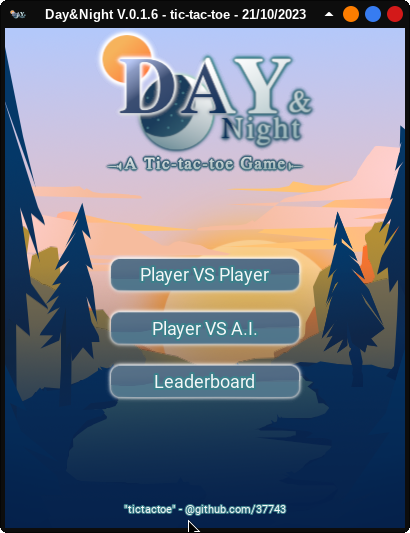 Day&Night V.0.1.6 - tic-tac-toe - 21/10/2023
DAY
& Night
A Tic-tac-toe Game
Player VS Player
Player VS A.I.
Leaderboard
"tictactoe" - @github.com/37743